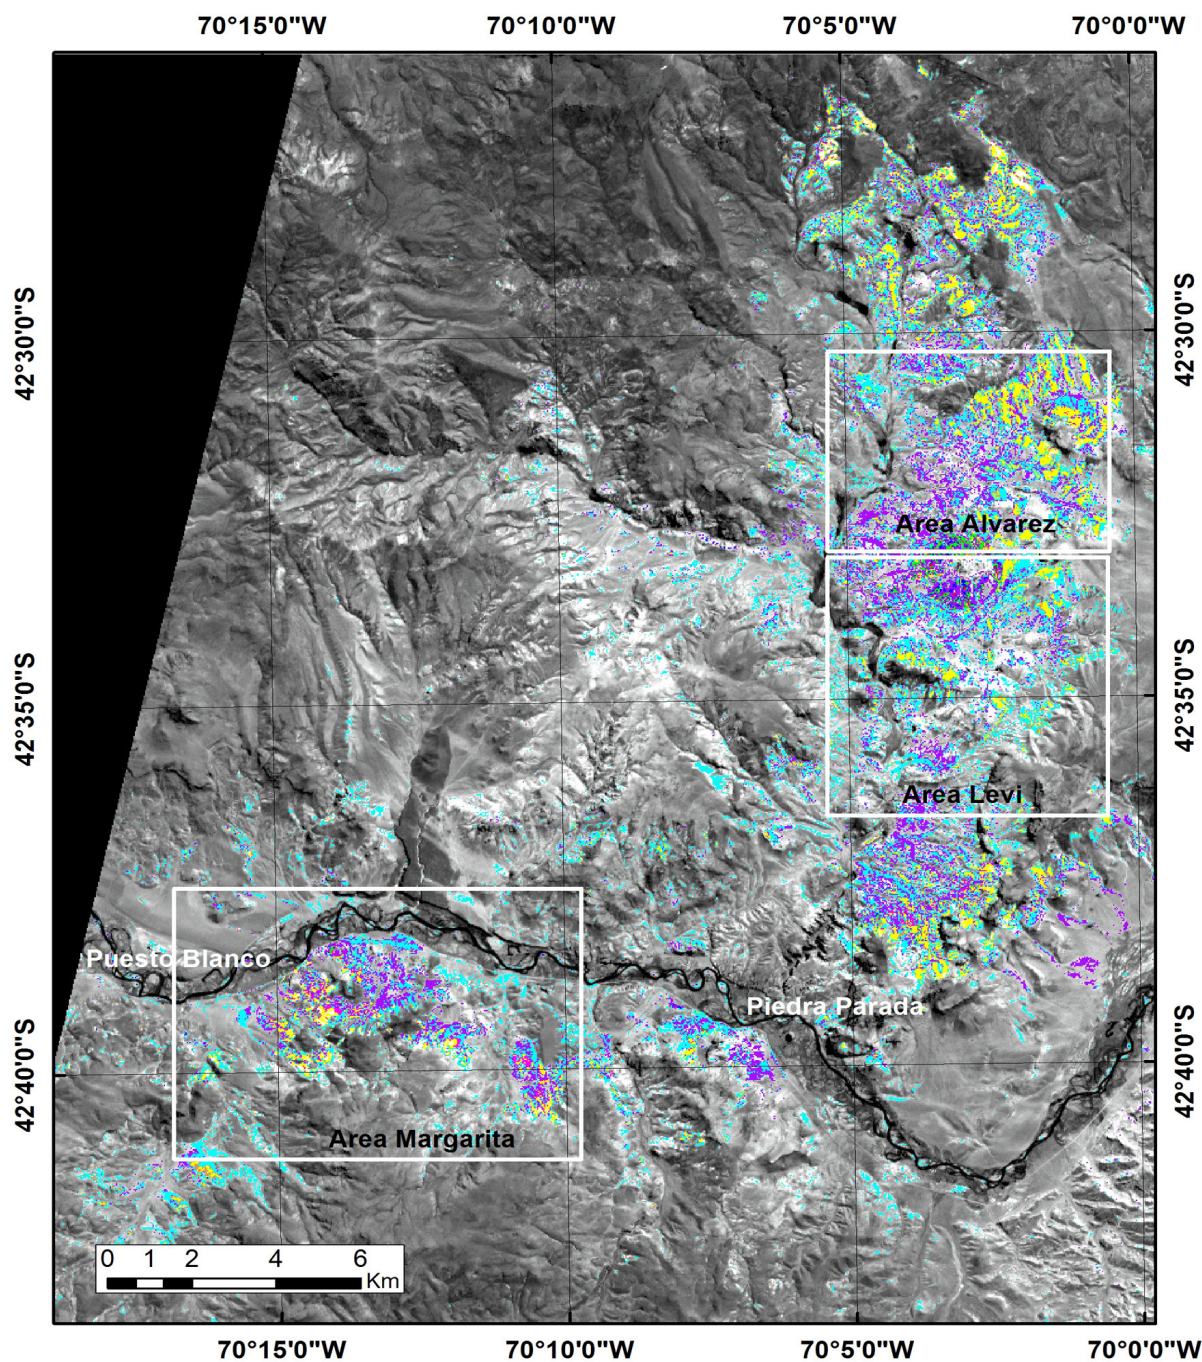 70°15'0"W 70°10'0"W 70°5'0"W 70°0'0"W
42°30'0"S 42°30'0"S
Area Alvarez
42°35'0"S 42°35'0"S
Area Levi
Puesto Blanco
Piedra Parada
42°40'0"S 42°40'0"S
Area Margarita
0 1 2 4 6
Km
70°15'0"W 70°10'0"W 70°5'0"W 70°0'0"W